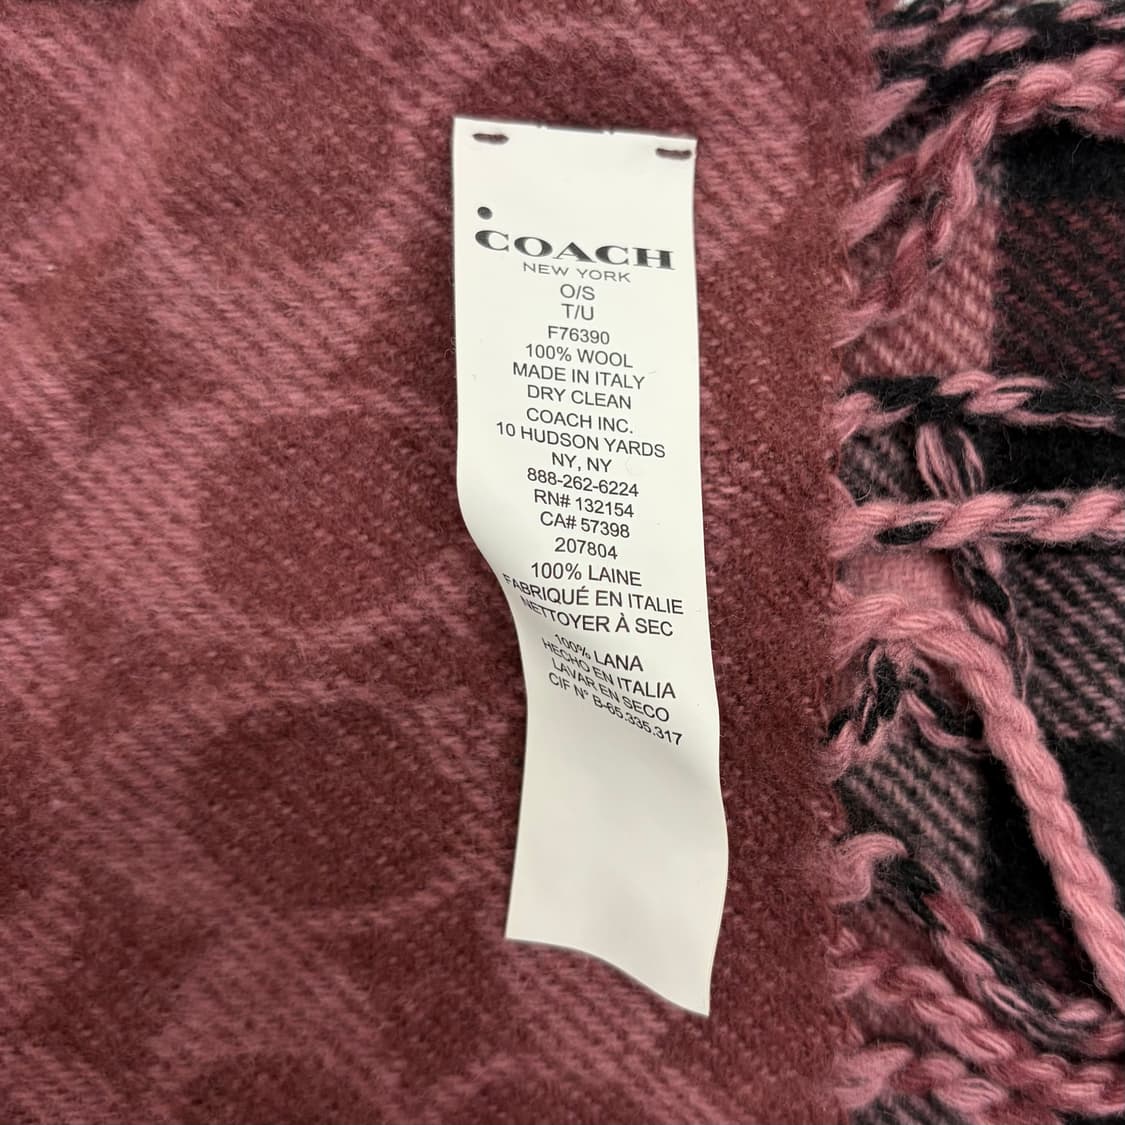 COACH
NEW YORK
O/S
T/U
F76390
100% WOOL
MADE IN ITALY
DRY CLEAN
COACH INC.
10 HUDSON YARDS
NY, NY
888-262-6224
RN# 132154
CA# 57398
207804
100% LAINE
FABRIQUÉ EN ITALIE
NETTOYER À SEC
100% LANA
HECHO EN ITALIA
LAVAR EN SECO
CIF N° B-65.335.317